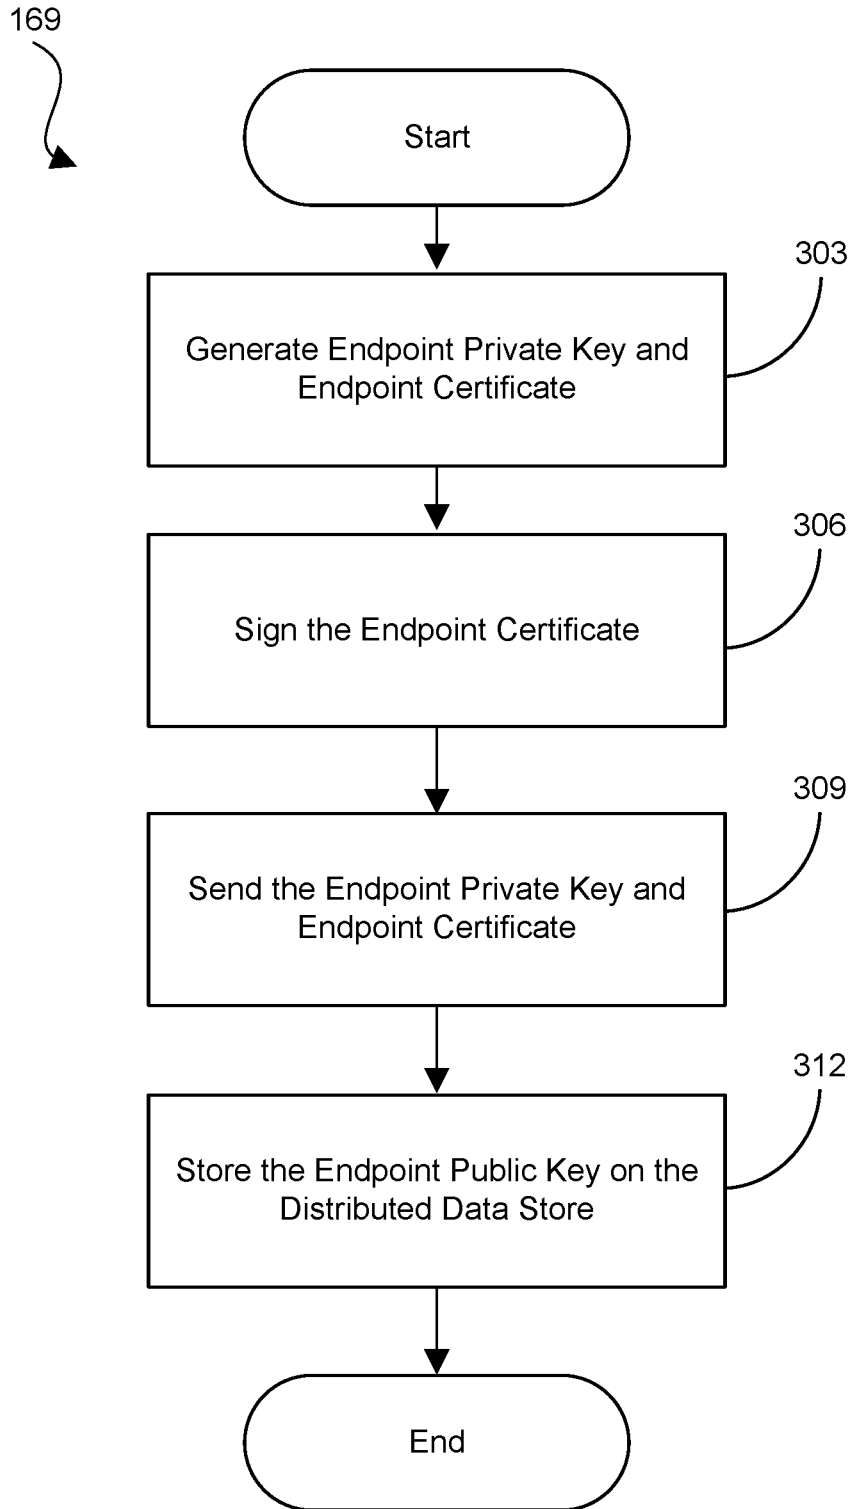 169
Start
303
Generate Endpoint Private Key and
Endpoint Certificate
306
Sign the Endpoint Certificate
309
Send the Endpoint Private Key and
Endpoint Certificate
312
Store the Endpoint Public Key on the
Distributed Data Store
End